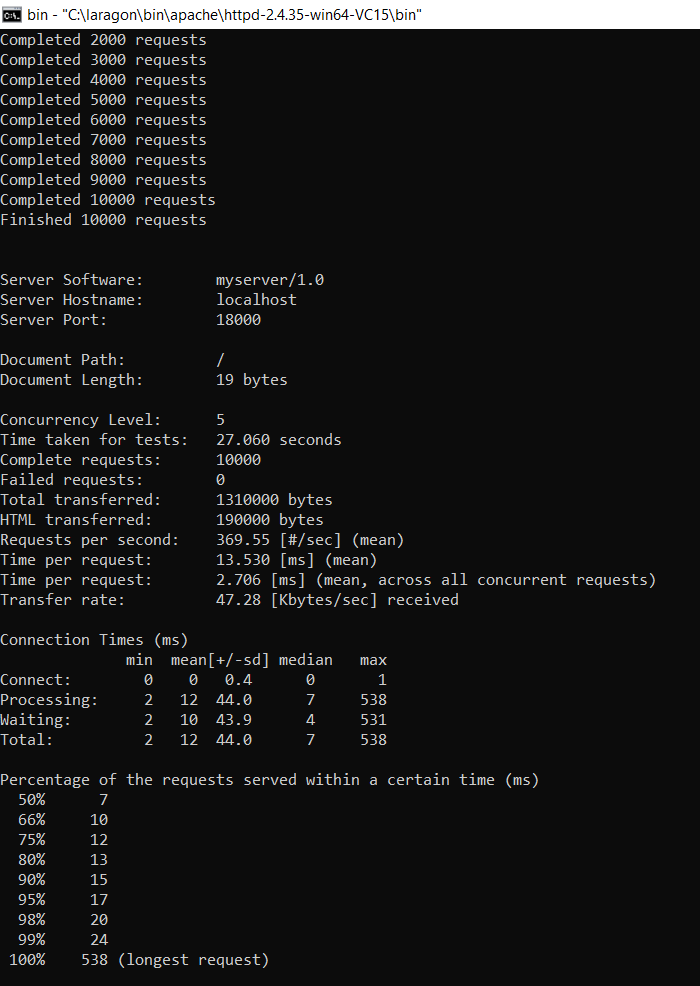 bin - "C:\laragon\bin\apache\httpd-2.4.35-win64-VC15\bin"
Completed 2000 requests
Completed 3000 requests
Completed 4000 requests
Completed 5000 requests
Completed 6000 requests
Completed 7000 requests
Completed 8000 requests
Completed 9000 requests
Completed 10000 requests
Finished 10000 requests


Server Software:        myserver/1.0
Server Hostname:        localhost
Server Port:            18000

Document Path:          /
Document Length:        19 bytes

Concurrency Level:      5
Time taken for tests:   27.060 seconds
Complete requests:      10000
Failed requests:        0
Total transferred:      1310000 bytes
HTML transferred:       190000 bytes
Requests per second:    369.55 [#/sec] (mean)
Time per request:       13.530 [ms] (mean)
Time per request:       2.706 [ms] (mean, across all concurrent requests)
Transfer rate:          47.28 [Kbytes/sec] received

Connection Times (ms)
              min  mean[+/-sd] median   max
Connect:        0    0   0.4      0       1
Processing:     2   12  44.0      7     538
Waiting:        2   10  43.9      4     531
Total:          2   12  44.0      7     538

Percentage of the requests served within a certain time (ms)
  50%      7
  66%     10
  75%     12
  80%     13
  90%     15
  95%     17
  98%     20
  99%     24
 100%    538 (longest request)